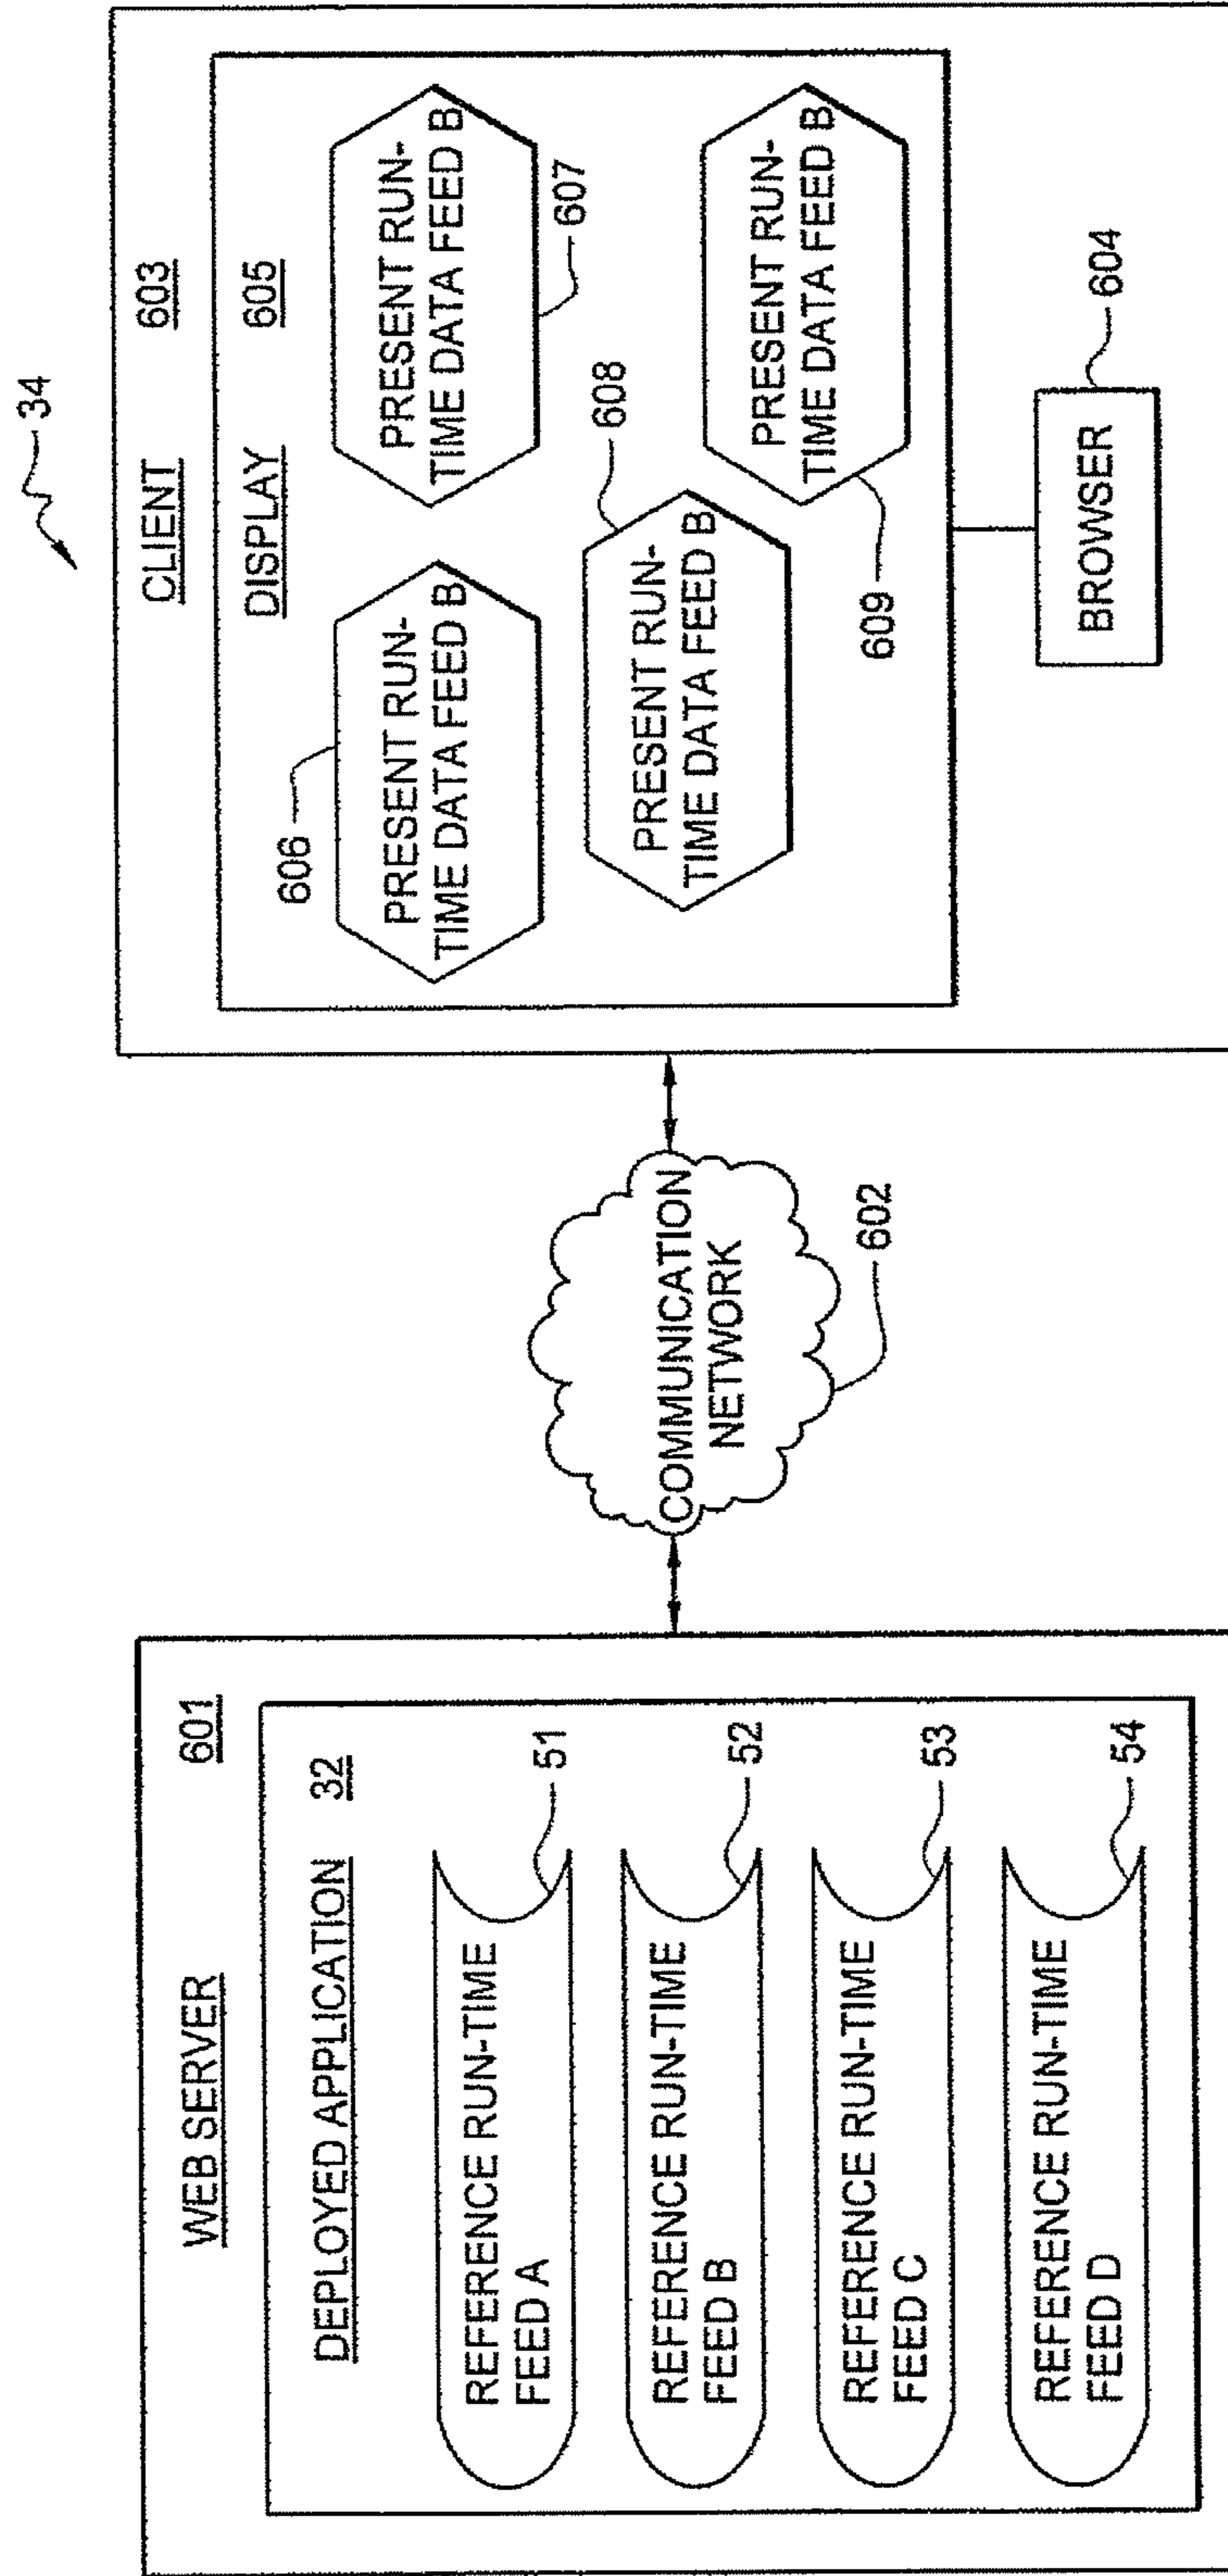 34
WEB SERVER
601
DEPLOYED APPLICATION
32
REFERENCE RUN-TIME
FEED A
51
REFERENCE RUN-TIME
FEED B
52
REFERENCE RUN-TIME
FEED C
53
REFERENCE RUN-TIME
FEED D
54
COMMUNICATION
NETWORK
602
CLIENT
603
DISPLAY
605
606
PRESENT RUN-
TIME DATA FEED B
PRESENT RUN-
TIME DATA FEED B
607
608
PRESENT RUN-
TIME DATA FEED B
PRESENT RUN-
TIME DATA FEED B
609
BROWSER
604